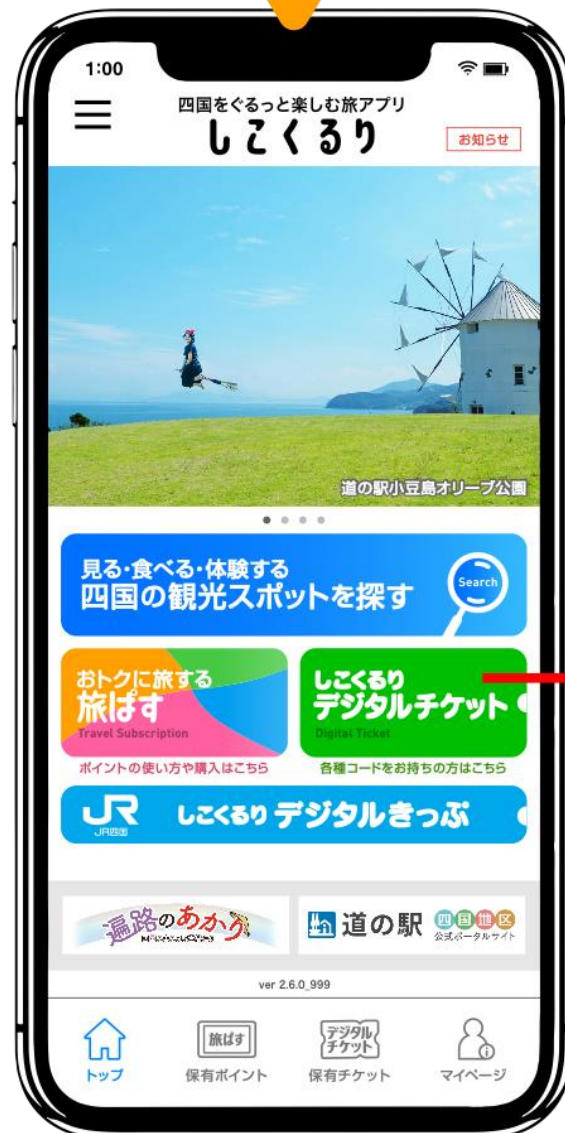 1:00
四国をぐるっと楽しむ旅アプリ
しこくるり
お知らせ
道の駅小豆島オリーブ公園
見る・食べる・体験する
四国の観光スポットを探す
Search
おトクに旅する
旅ぱす
Travel Subscription
ポイントの使い方や購入はこちら
しこくるり
デジタルチケット
Digital Ticket
各種コードをお持ちの方はこちら
JR
JR四国
しこくるり デジタルきっぷ
遍路のあかり
道の駅
四国地区
公式ポータルサイト
ver 2.6.0_999
トップ
旅ぱす
保有ポイント
デジタル
チケット
保有チケット
マイページ